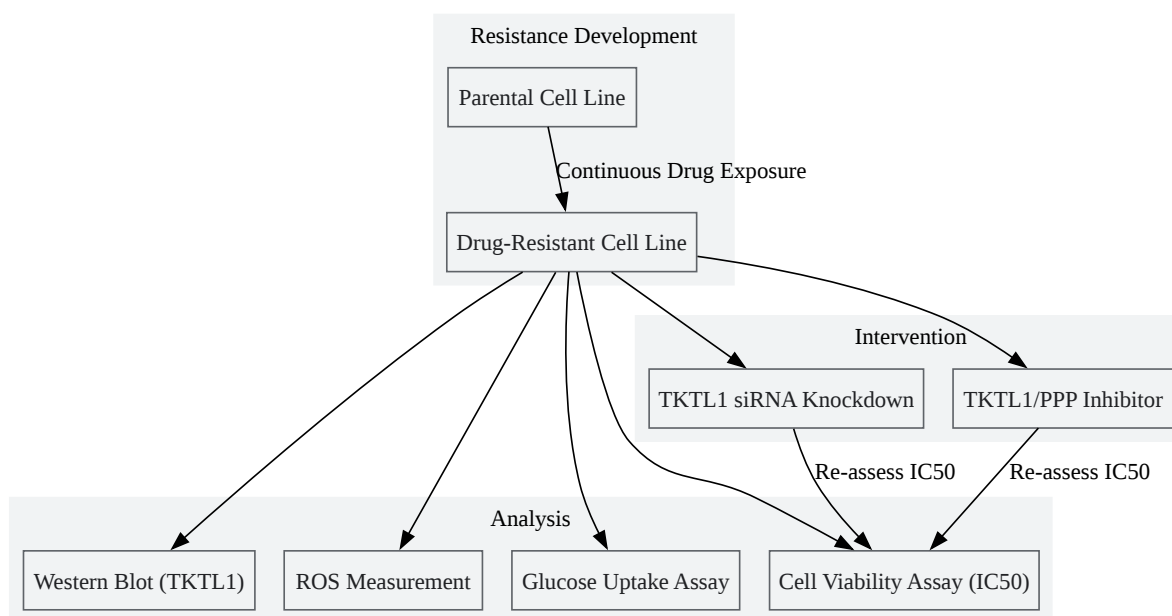 Resistance Development
Parental Cell Line
Continuous Drug Exposure
Drug-Resistant Cell Line
Intervention
TKTL1 siRNA Knockdown
TKTL1/PPP Inhibitor
Re-assess IC50
Re-assess IC50
Analysis
Western Blot (TKTL1)
ROS Measurement
Glucose Uptake Assay
Cell Viability Assay (IC50)